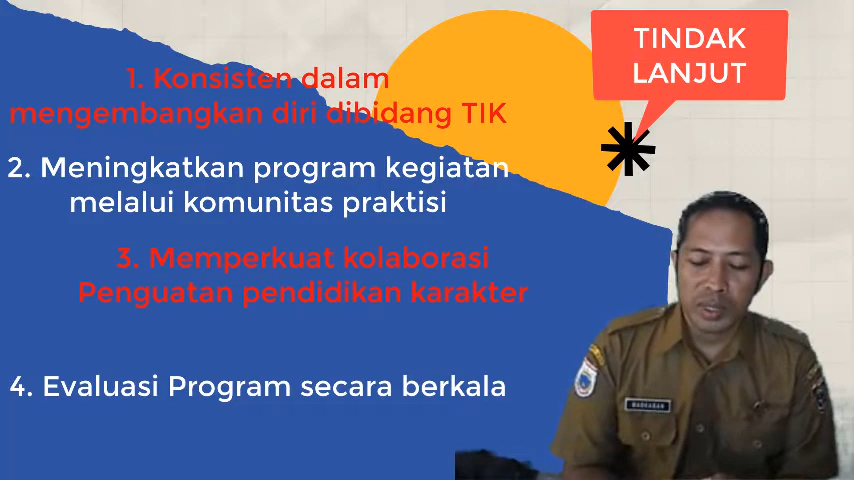 TINDAK
LANJUT
1. Konsisten dalam
mengembangkan diri dibidang TIK
2. Meningkatkan program kegiatan
melalui komunitas praktisi
3. Memperkuat kolaborasi
Penguatan pendidikan karakter
4. Evaluasi Program secara berkala